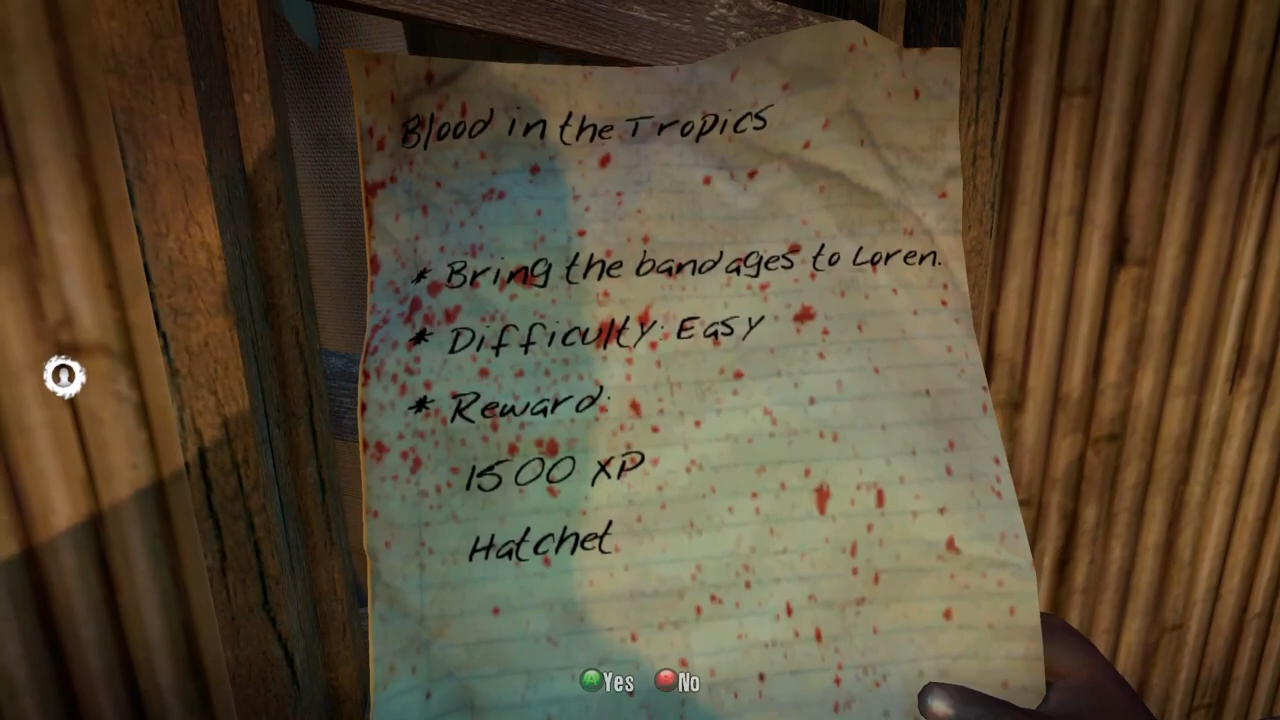 Blood in the Tropics
* Bring the bandages to Loren.
* Difficulty: Easy
* Reward:
1500 XP
Hatchet
A Yes B No